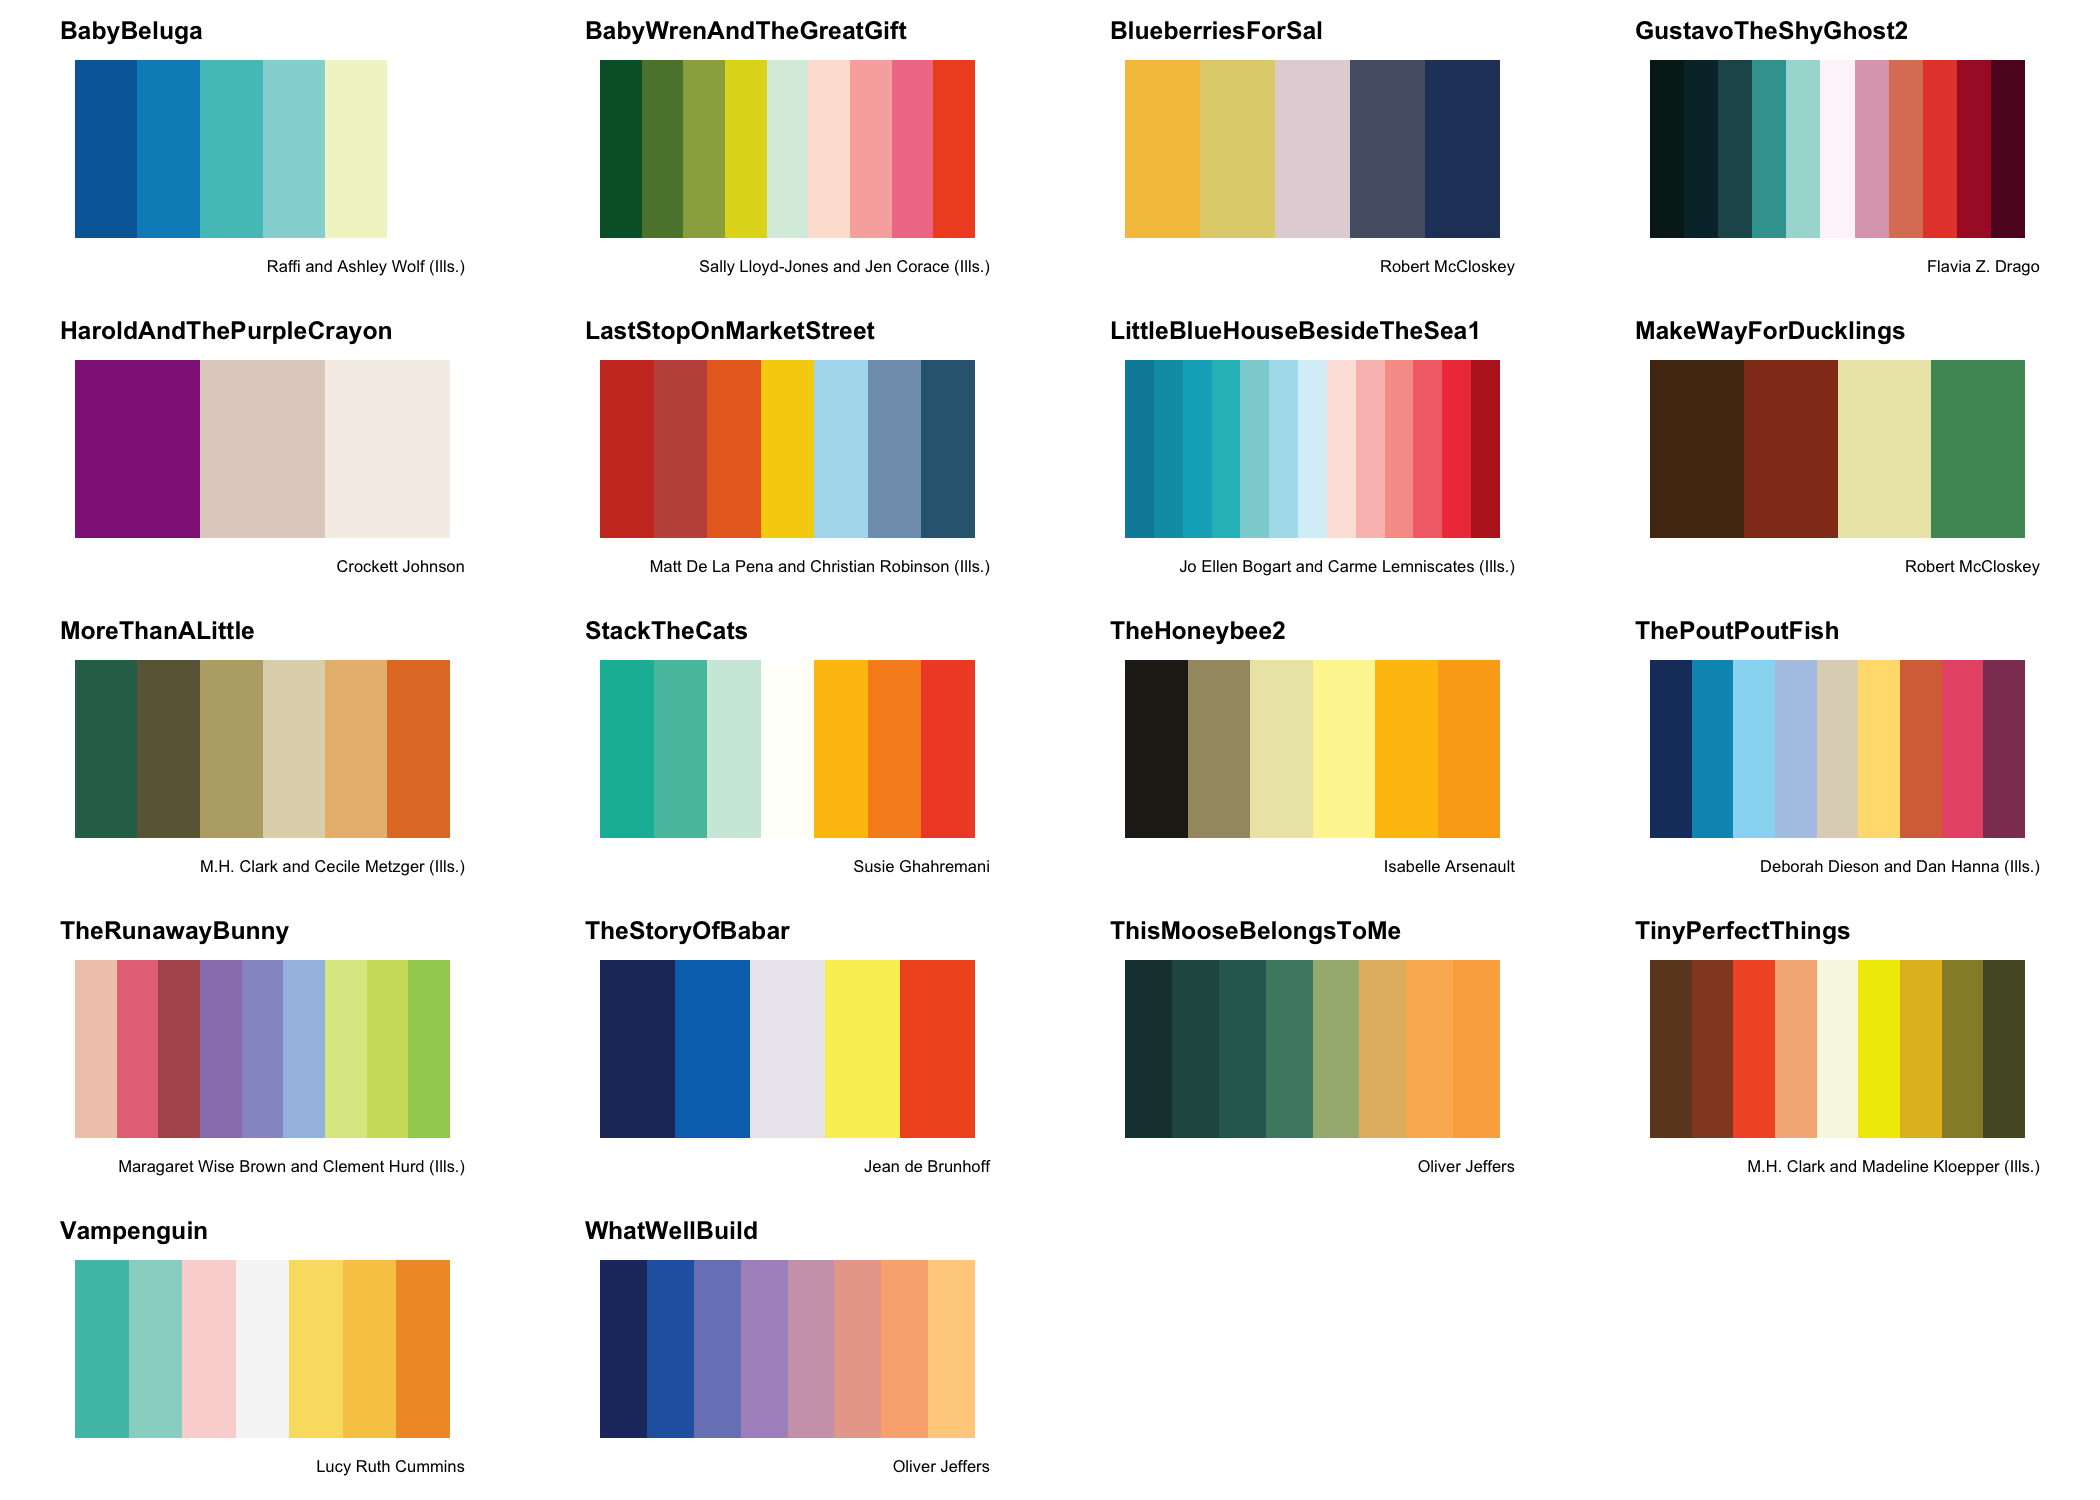 BabyBeluga
BabyWrenAndTheGreatGift
BlueberriesForSal
GustavoTheShyGhost2
Raffi and Ashley Wolf (Ills.)
Sally Lloyd-Jones and Jen Corace (Ills.)
Robert McCloskey
Flavia Z. Drago
HaroldAndThePurpleCrayon
LastStopOnMarketStreet
LittleBlueHouseBesideTheSea1
MakeWayForDucklings
Crockett Johnson
Matt De La Pena and Christian Robinson (Ills.)
Jo Ellen Bogart and Carme Lemniscates (Ills.)
Robert McCloskey
MoreThanALittle
StackTheCats
TheHoneybee2
ThePoutPoutFish
M.H. Clark and Cecile Metzger (Ills.)
Susie Ghahremani
Isabelle Arsenault
Deborah Dieson and Dan Hanna (Ills.)
TheRunawayBunny
TheStoryOfBabar
ThisMooseBelongsToMe
TinyPerfectThings
Maragaret Wise Brown and Clement Hurd (Ills.)
Jean de Brunhoff
Oliver Jeffers
M.H. Clark and Madeline Kloepper (Ills.)
Vampenguin
WhatWellBuild
Lucy Ruth Cummins
Oliver Jeffers